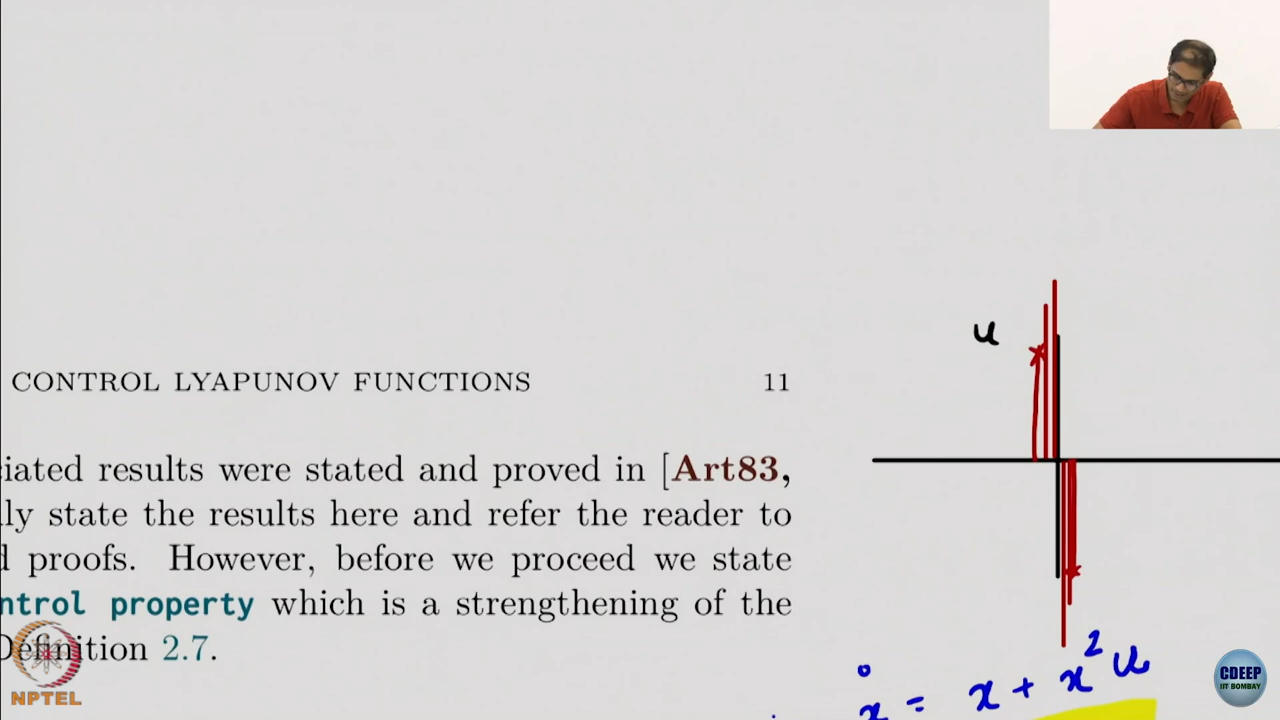 u
CONTROL LYAPUNOV FUNCTIONS 11
ciated results were stated and proved in [Art83,
lly state the results here and refer the reader to
d proofs. However, before we proceed we state
ntrol property which is a strengthening of the
Definition 2.7.
ẋ = x + x² u
NPTEL
CDEEP
IIT BOMBAY